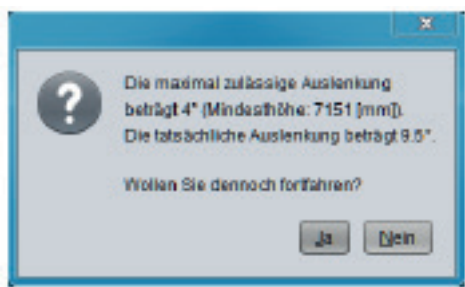 Die maximal zulässige Auslenkung
beträgt 4° (Mindesthöhe: 7151 [mm]).
Die tatsächliche Auslenkung beträgt 9.5°.
Wollen Sie dennoch fortfahren?
Ja Nein